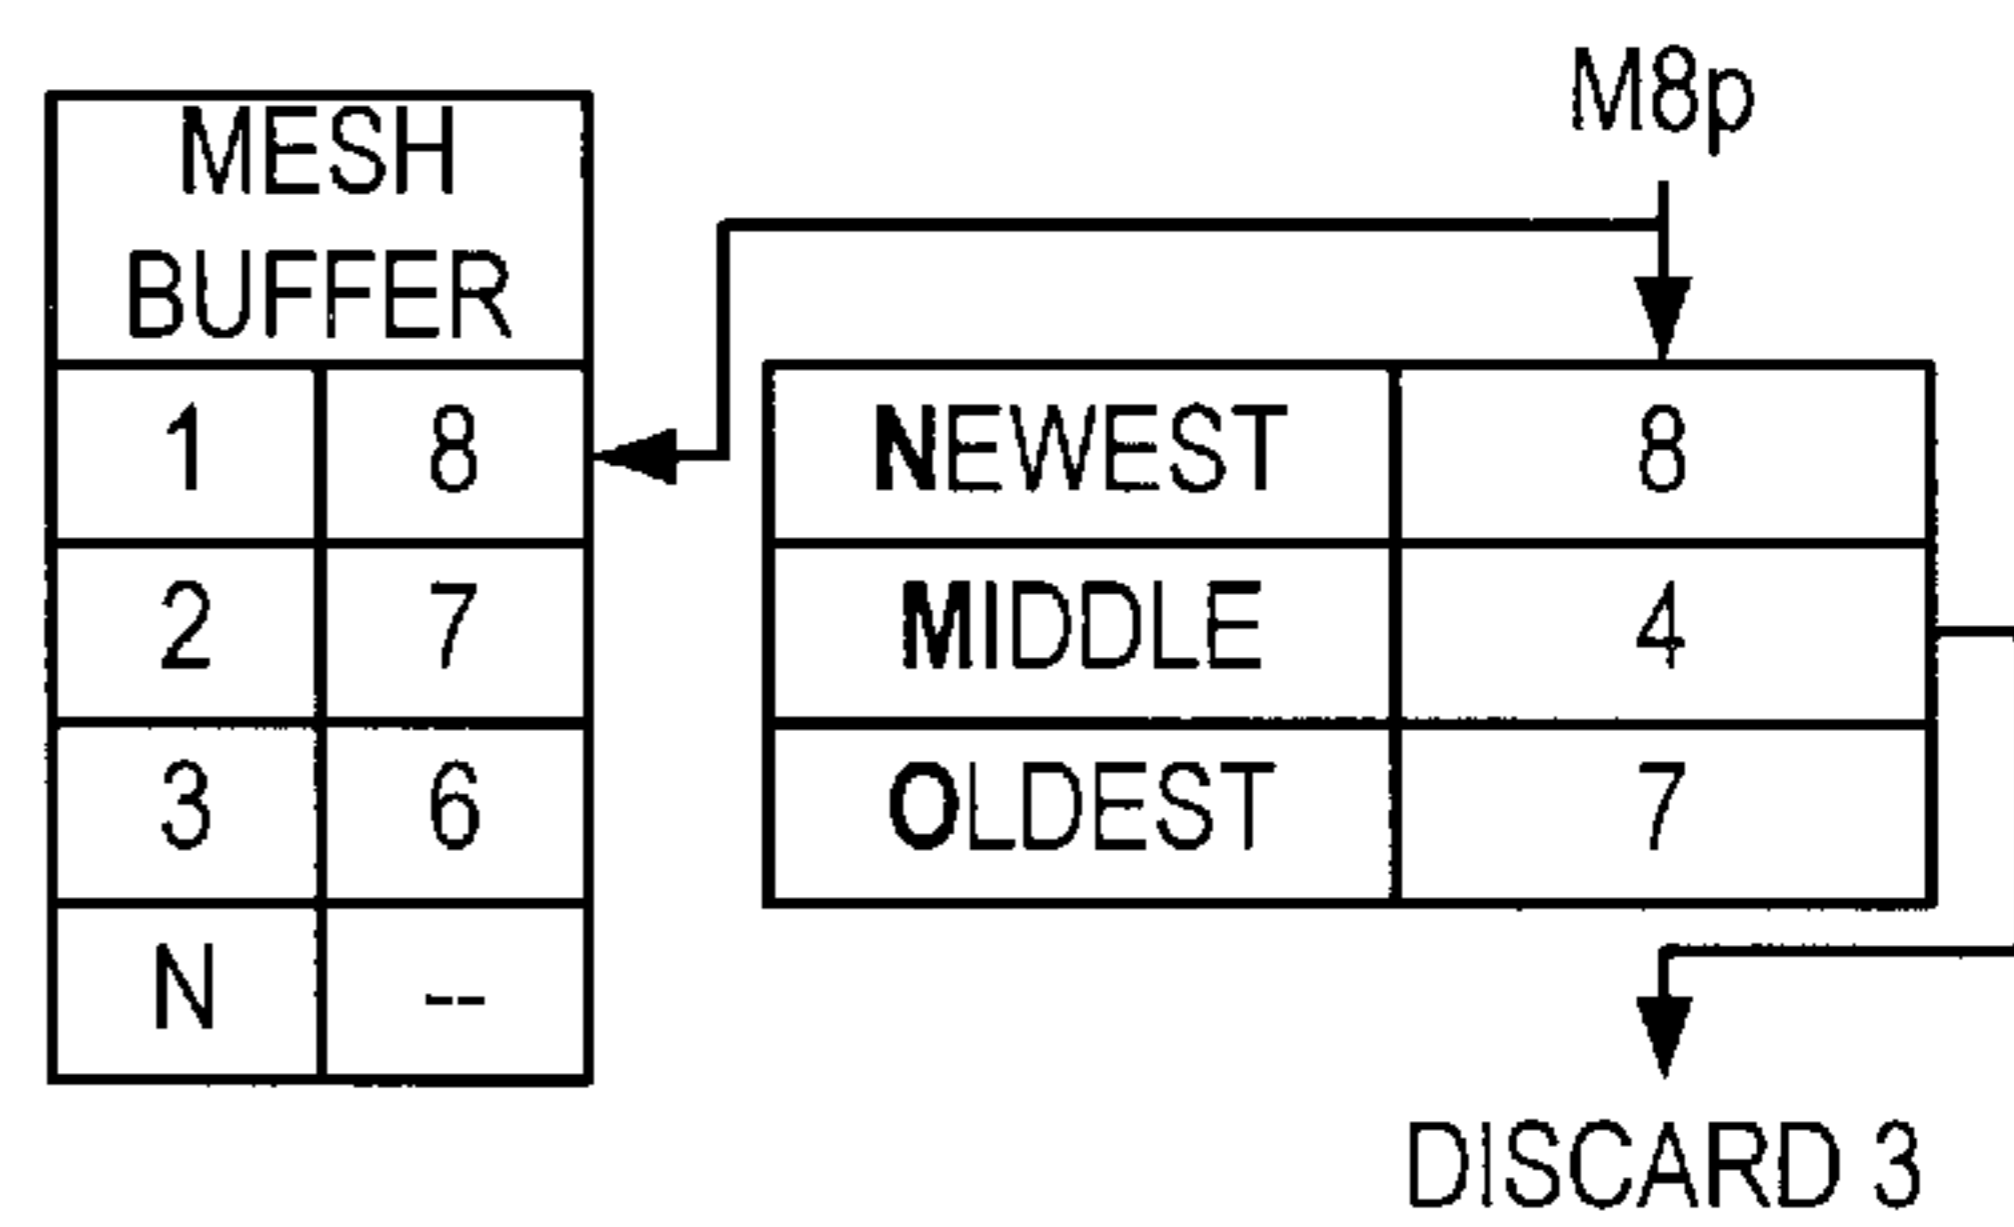 M8p
MESH
BUFFER
1 8
2 7
3 6
N --
NEWEST 8
MIDDLE 4
OLDEST 7
DISCARD 3